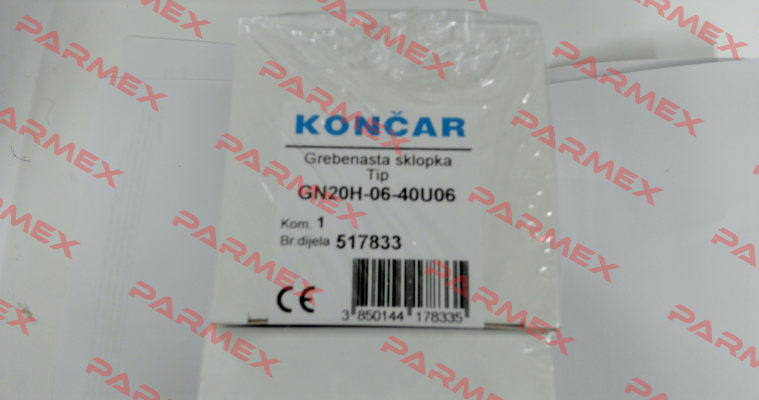 KONČAR
Grebenasta sklopka
Tip
GN20H-06-40U06
Kom. 1
Br.dijela 517833
CE
3 850144 178335
PARMEX